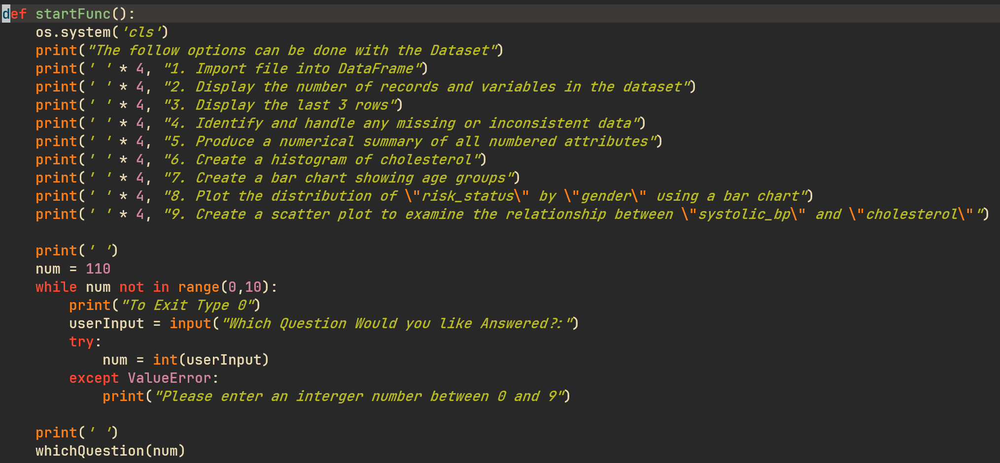 def startFunc():
    os.system('cls')
    print("The follow options can be done with the Dataset")
    print(' ' * 4, "1. Import file into DataFrame")
    print(' ' * 4, "2. Display the number of records and variables in the dataset")
    print(' ' * 4, "3. Display the last 3 rows")
    print(' ' * 4, "4. Identify and handle any missing or inconsistent data")
    print(' ' * 4, "5. Produce a numerical summary of all numbered attributes")
    print(' ' * 4, "6. Create a histogram of cholesterol")
    print(' ' * 4, "7. Create a bar chart showing age groups")
    print(' ' * 4, "8. Plot the distribution of \"risk_status\" by \"gender\" using a bar chart")
    print(' ' * 4, "9. Create a scatter plot to examine the relationship between \"systolic_bp\" and \"cholesterol\"")

    print(' ')
    num = 110
    while num not in range(0,10):
        print("To Exit Type 0")
        userInput = input("Which Question Would you like Answered?:")
        try:
            num = int(userInput)
        except ValueError:
            print("Please enter an interger number between 0 and 9")

    print(' ')
    whichQuestion(num)